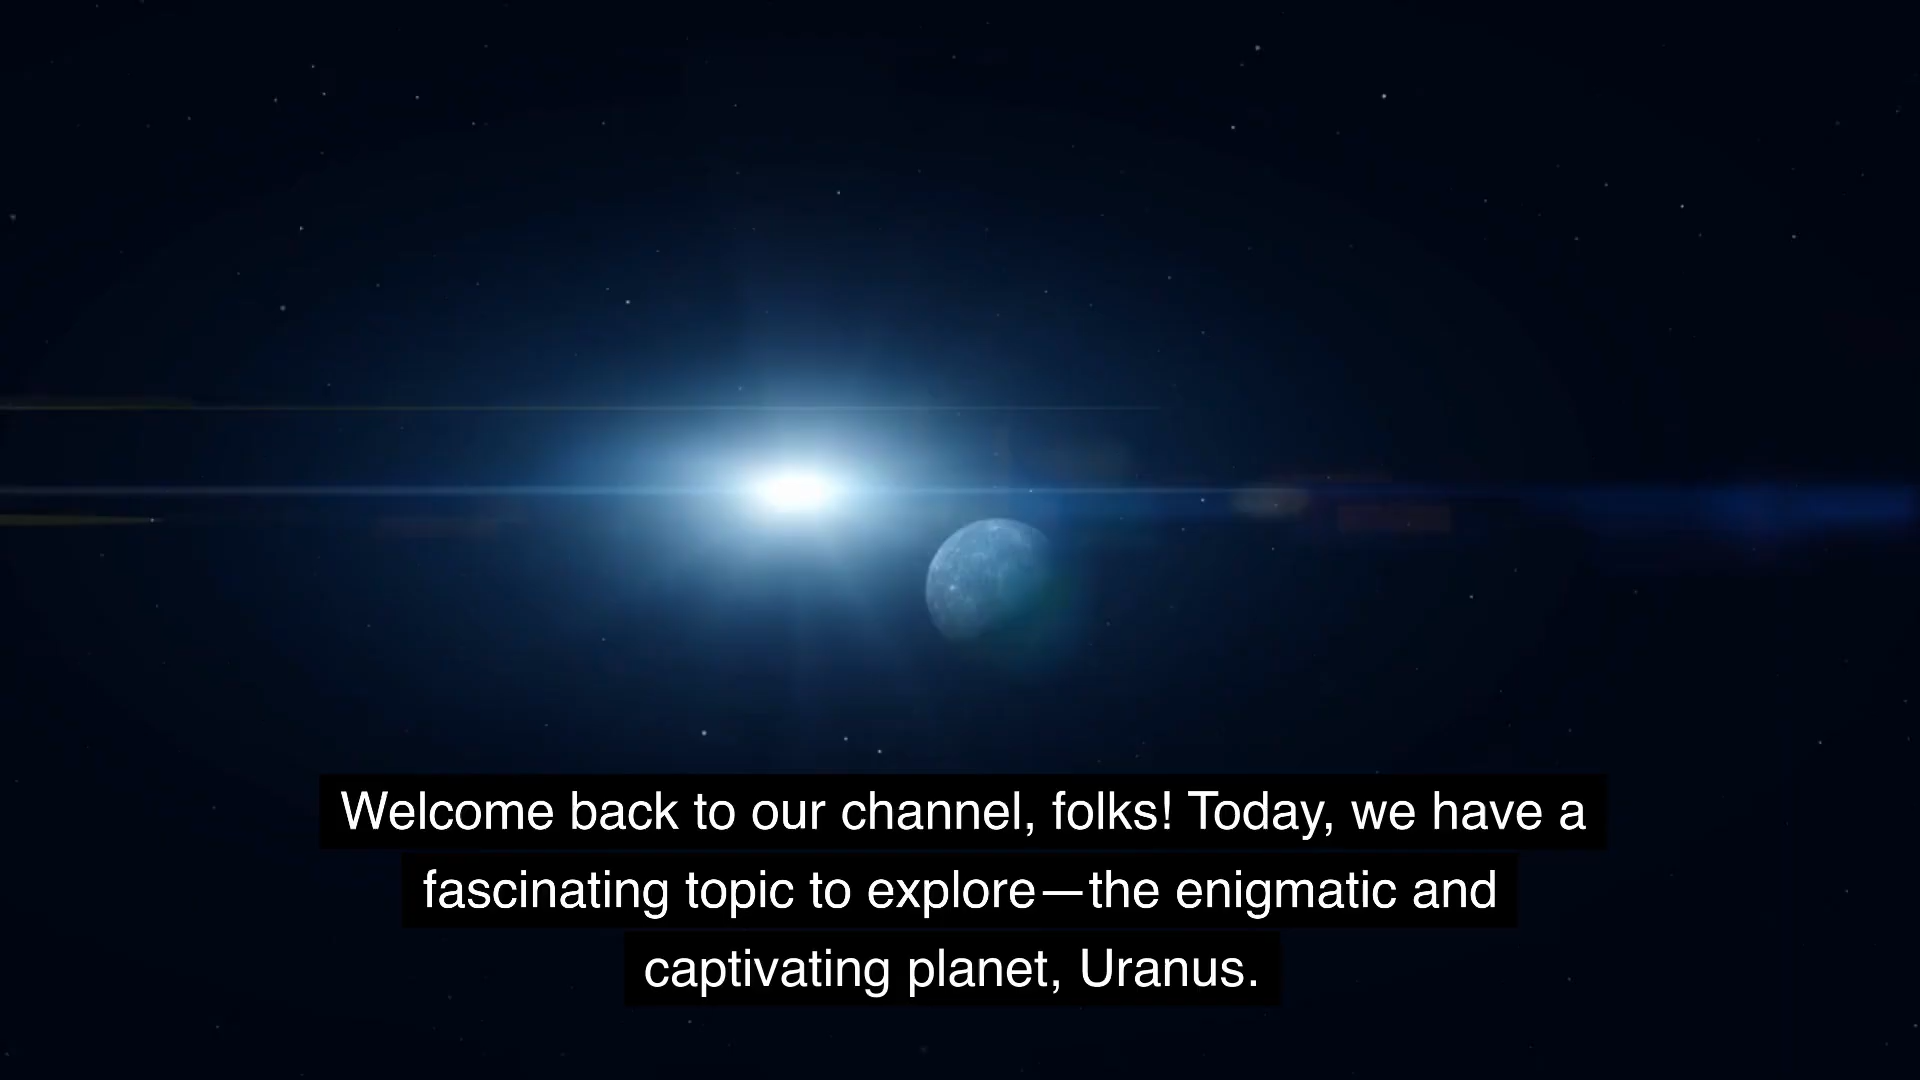 Welcome back to our channel, folks! Today, we have a
fascinating topic to explore—the enigmatic and
captivating planet, Uranus.